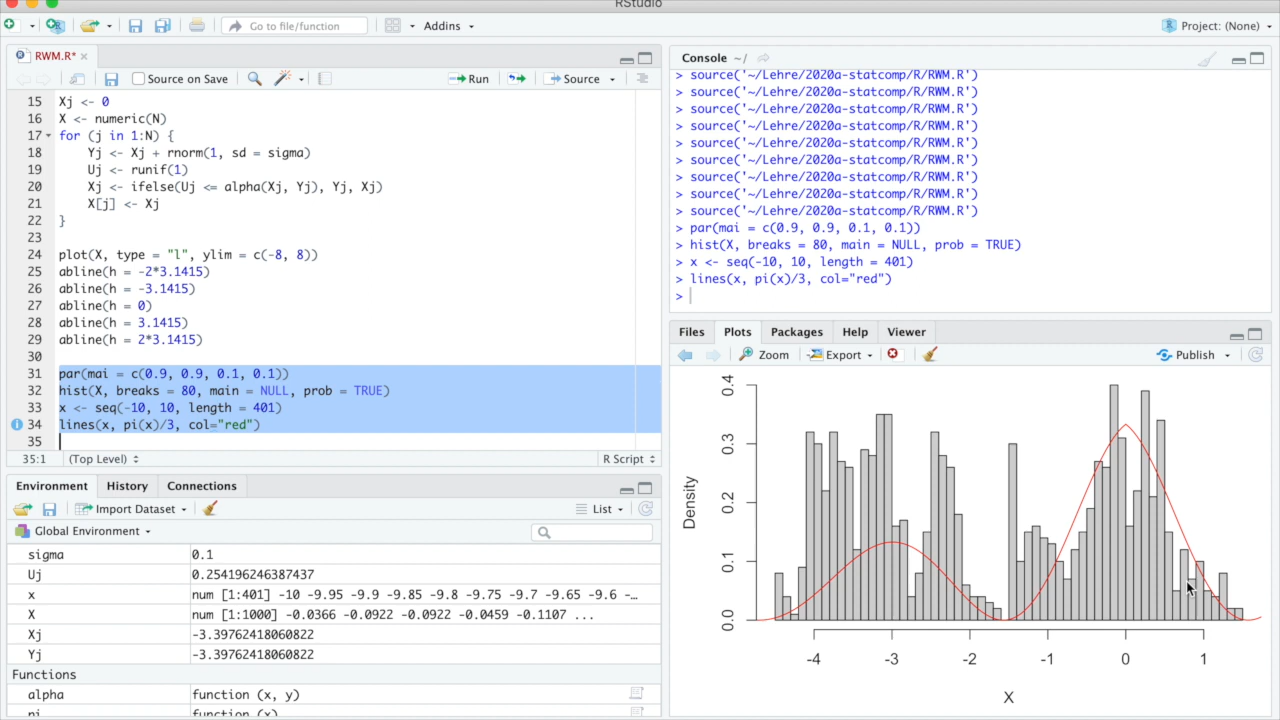 RStudio
Go to file/function
Addins
Project: (None)
RWM.R*
Source on Save
Run
Source
15 Xj <- 0
16 X <- numeric(N)
17 for (j in 1:N) {
18 Yj <- Xj + rnorm(1, sd = sigma)
19 Uj <- runif(1)
20 Xj <- ifelse(Uj <= alpha(Xj, Yj), Yj, Xj)
21 X[j] <- Xj
22 }
23
24 plot(X, type = "l", ylim = c(-8, 8))
25 abline(h = -2*3.1415)
26 abline(h = -3.1415)
27 abline(h = 0)
28 abline(h = 3.1415)
29 abline(h = 2*3.1415)
30
31 par(mai = c(0.9, 0.9, 0.1, 0.1))
32 hist(X, breaks = 80, main = NULL, prob = TRUE)
33 x <- seq(-10, 10, length = 401)
34 lines(x, pi(x)/3, col="red")
35
35:1 (Top Level) R Script
Environment History Connections
Import Dataset List
Global Environment
sigma 0.1
Uj 0.254196246387437
x num [1:401] -10 -9.95 -9.9 -9.85 -9.8 -9.75 -9.7 -9.65 -9.6 -…
X num [1:1000] -0.0366 -0.0922 -0.0922 -0.0459 -0.1107 ...
Xj -3.39762418060822
Yj -3.39762418060822
Functions
alpha function (x, y)
pi function (x)
Console ~/
> source('~/Lehre/2020a-statcomp/R/RWM.R')
> source('~/Lehre/2020a-statcomp/R/RWM.R')
> source('~/Lehre/2020a-statcomp/R/RWM.R')
> source('~/Lehre/2020a-statcomp/R/RWM.R')
> source('~/Lehre/2020a-statcomp/R/RWM.R')
> source('~/Lehre/2020a-statcomp/R/RWM.R')
> source('~/Lehre/2020a-statcomp/R/RWM.R')
> source('~/Lehre/2020a-statcomp/R/RWM.R')
> source('~/Lehre/2020a-statcomp/R/RWM.R')
> par(mai = c(0.9, 0.9, 0.1, 0.1))
> hist(X, breaks = 80, main = NULL, prob = TRUE)
> x <- seq(-10, 10, length = 401)
> lines(x, pi(x)/3, col="red")
>
Files Plots Packages Help Viewer
Zoom Export Publish
0.4
0.3
0.2
0.1
0.0
Density
-4 -3 -2 -1 0 1
X